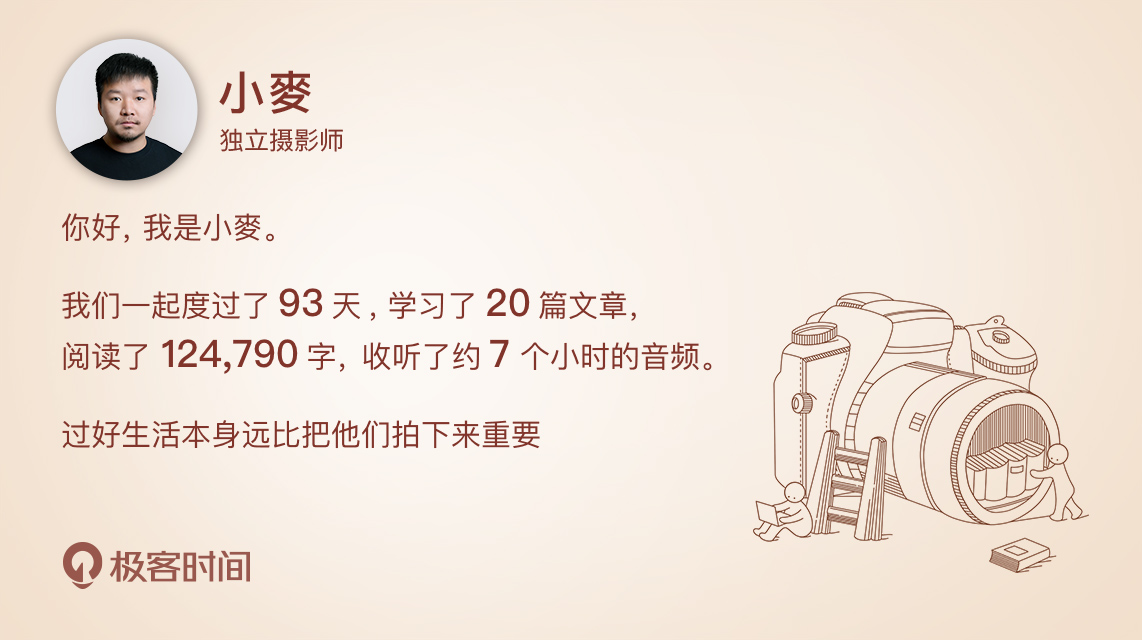 小麥
独立摄影师
你好，我是小麥。
我们一起度过了 93 天，学习了 20 篇文章，
阅读了 124,790 字，收听了约 7 个小时的音频。
过好生活本身远比把他们拍下来重要
极客时间